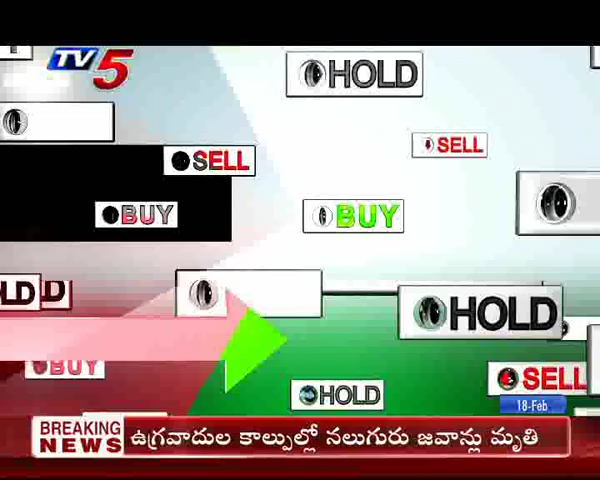 TV5
HOLD
SELL
SELL
BUY
BUY
LD
D
HOLD
BUY
SELL
HOLD
18-Feb
BREAKING NEWS
ఉగ్రవాదుల కాల్పుల్లో నలుగురు జవాన్లు మృతి